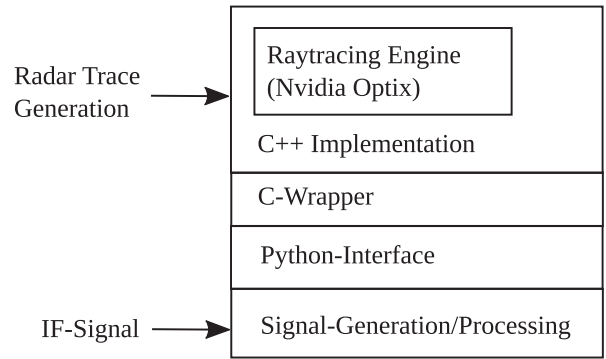 Radar Trace
Generation
Raytracing Engine
(Nvidia Optix)
C++ Implementation
C-Wrapper
Python-Interface
IF-Signal
Signal-Generation/Processing